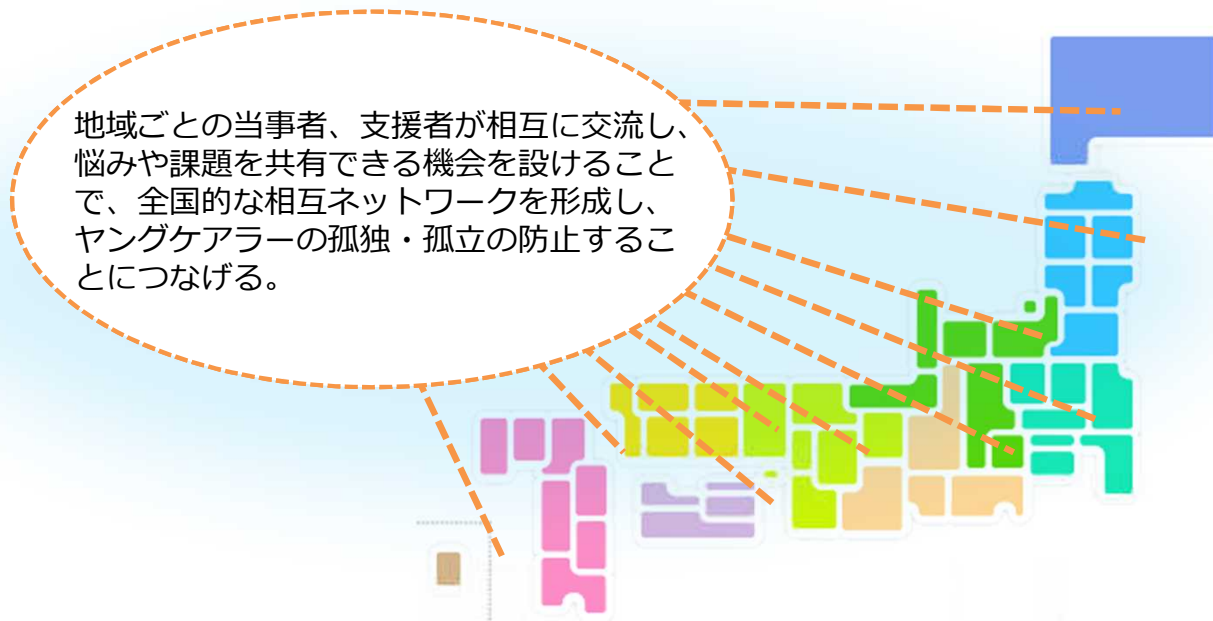 地域ごとの当事者、支援者が相互に交流し、
悩みや課題を共有できる機会を設けること
で、全国的な相互ネットワークを形成し、
ヤングケアラーの孤独・孤立の防止するこ
とにつなげる。